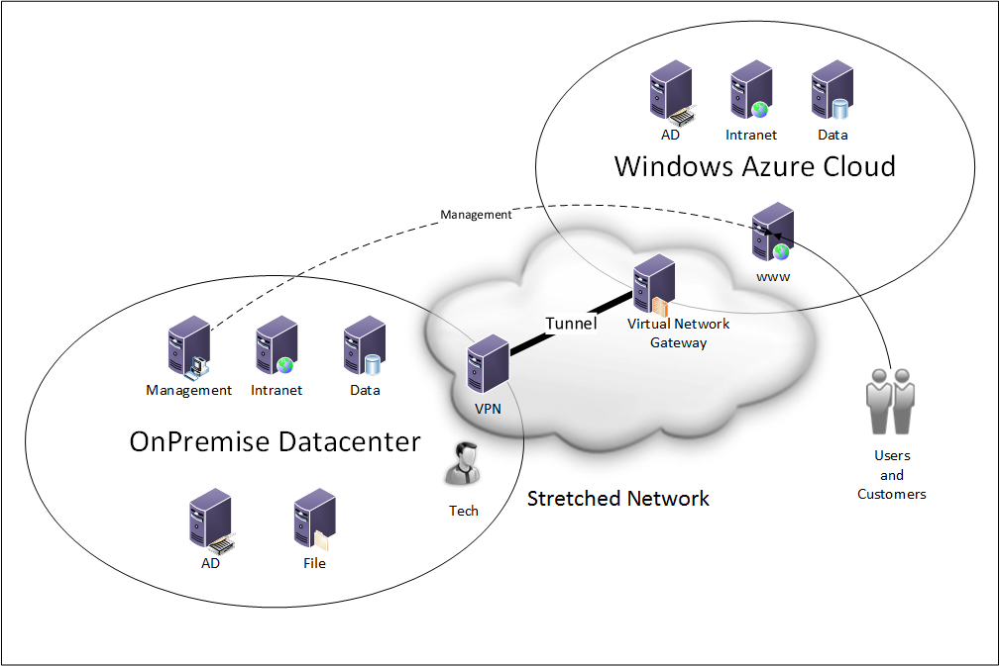 AD
Intranet
Data
Windows Azure Cloud
Management
www
Tunnel
Virtual Network
Gateway
Management
Intranet
Data
VPN
OnPremise Datacenter
Users
and
Customers
Tech
Stretched Network
AD
File